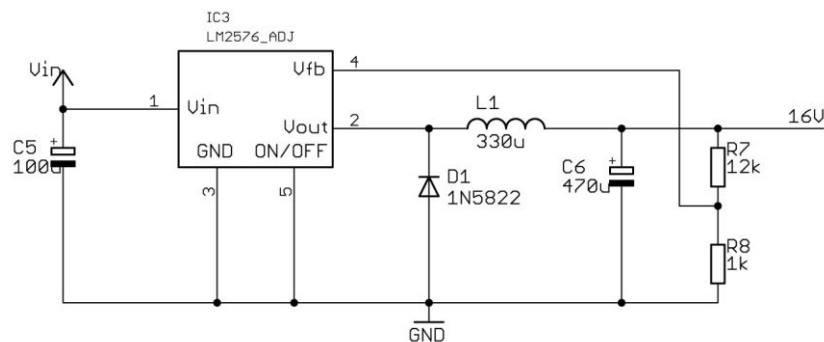 IC3
LM2576_ADJ
Vin
1
Vin
Vfb
4
Vout
2
GND
ON/OFF
3
5
C5
+
100u
L1
330u
D1
1N5822
C6
+
470u
16V
R7
12k
R8
1k
GND